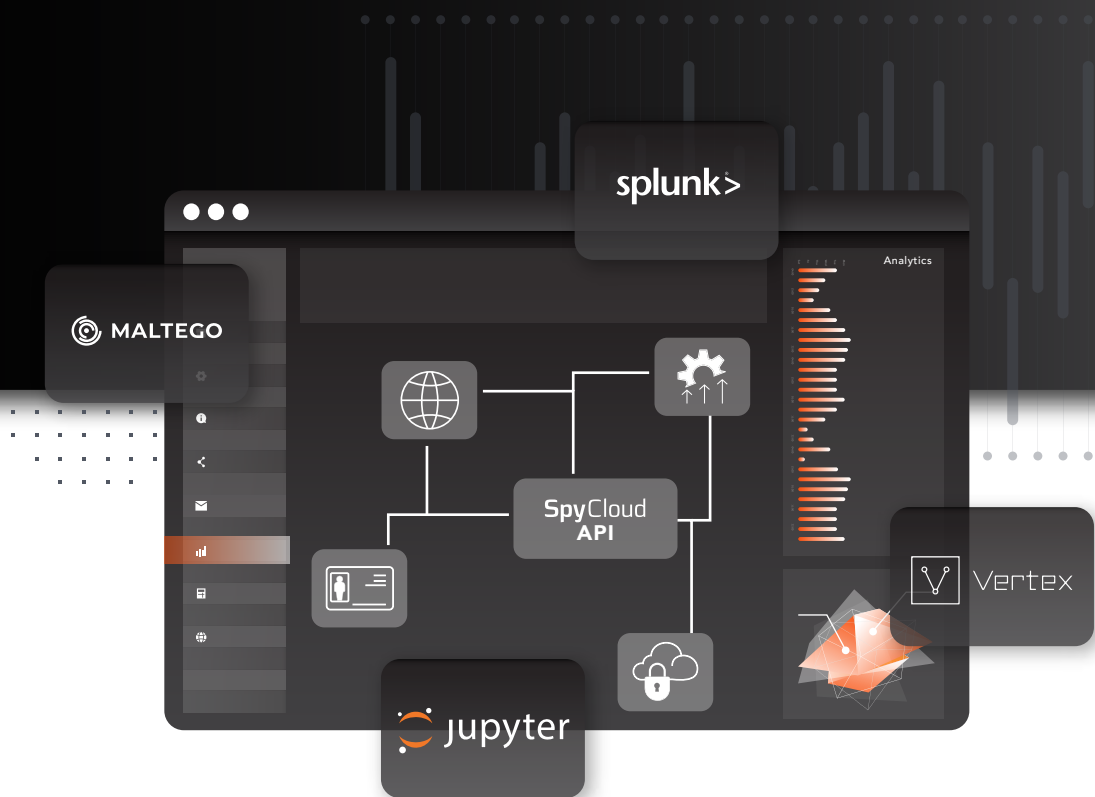 splunk>
Analytics
MALTEGO
SpyCloud
API
Vertex
jupyter